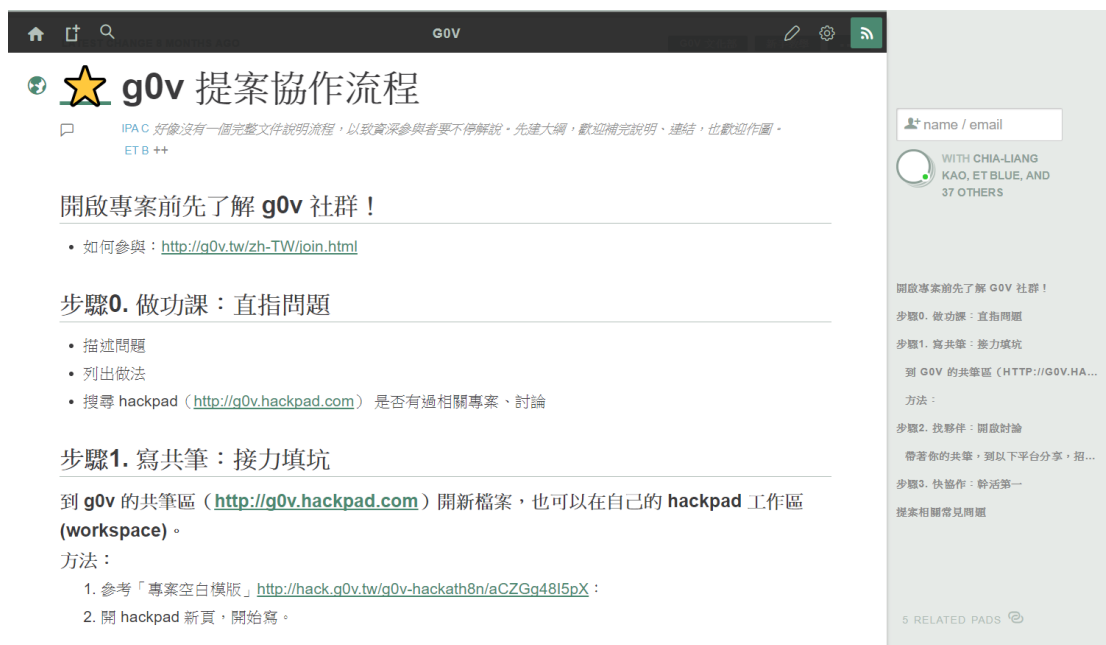 G0V
g0v 提案協作流程
IPA C 好像沒有一個完整文件說明流程，以致資深參與者要不停解說。先建大綱，歡迎補完說明、連結，也歡迎作圖。
ET B ++
開啟專案前先了解 g0v 社群！
• 如何參與：http://g0v.tw/zh-TW/join.html
步驟0. 做功課：直指問題
• 描述問題
• 列出做法
• 搜尋 hackpad（http://g0v.hackpad.com） 是否有過相關專案、討論
步驟1. 寫共筆：接力填坑
到 g0v 的共筆區（http://g0v.hackpad.com）開新檔案，也可以在自己的 hackpad 工作區
(workspace)。
方法：
1. 參考「專案空白模版」http://hack.g0v.tw/g0v-hackath8n/aCZGg48I5pX：
2. 開 hackpad 新頁，開始寫。
name / email
WITH CHIA-LIANG
KAO, ET BLUE, AND
37 OTHERS
開啟專案前先了解 G0V 社群！
步驟0. 做功課：直指問題
步驟1. 寫共筆：接力填坑
到 G0V 的共筆區（HTTP://G0V.HA...
方法：
步驟2. 找夥伴：開啟討論
帶著你的共筆，到以下平台分享，招...
步驟3. 快協作：幹活第一
提案相關常見問題
5 RELATED PADS